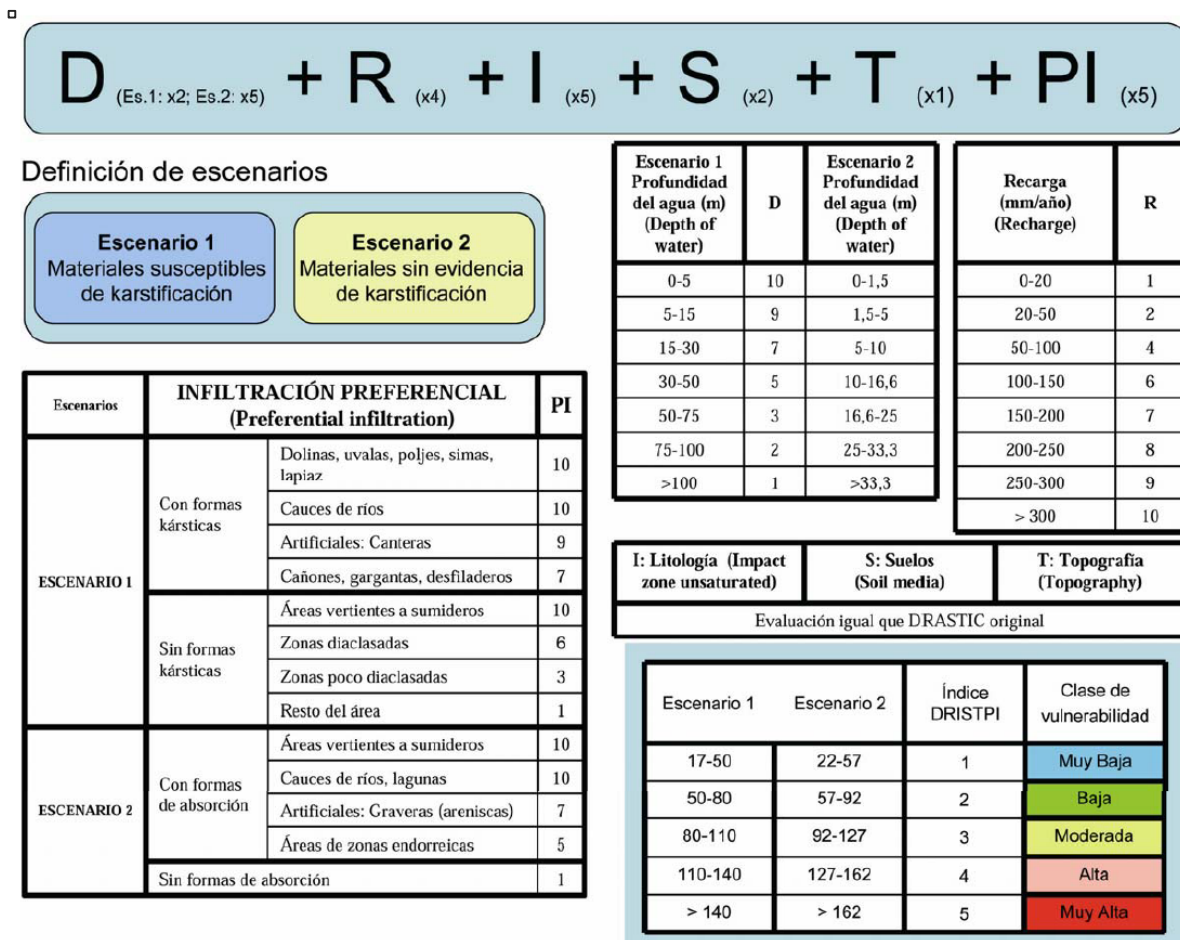 D (Es.1: x2; Es.2: x5) + R (x4) + I (x5) + S (x2) + T (x1) + PI (x5)
Definición de escenarios
Escenario 1
Materiales susceptibles
de karstificación
Escenario 2
Materiales sin evidencia
de karstificación
Escenarios
INFILTRACIÓN PREFERENCIAL
(Preferential infiltration)
PI
ESCENARIO 1
Con formas
kársticas
Dolinas, uvalas, poljes, simas,
lapiaz
10
Cauces de ríos
10
Artificiales: Canteras
9
Cañones, gargantas, desfiladeros
7
Sin formas
kársticas
Áreas vertientes a sumideros
10
Zonas diaclasadas
6
Zonas poco diaclasadas
3
Resto del área
1
ESCENARIO 2
Con formas
de absorción
Áreas vertientes a sumideros
10
Cauces de ríos, lagunas
10
Artificiales: Graveras (areniscas)
7
Áreas de zonas endorreicas
5
Sin formas de absorción
1
Escenario 1
Profundidad
del agua (m)
(Depth of
water)
D
Escenario 2
Profundidad
del agua (m)
(Depth of
water)
0-5 10 0-1,5
5-15 9 1,5-5
15-30 7 5-10
30-50 5 10-16,6
50-75 3 16,6-25
75-100 2 25-33,3
>100 1 >33,3
Recarga
(mm/año)
(Recharge)
R
0-20 1
20-50 2
50-100 4
100-150 6
150-200 7
200-250 8
250-300 9
> 300 10
I: Litología (Impact
zone unsaturated)
S: Suelos
(Soil media)
T: Topografía
(Topography)
Evaluación igual que DRASTIC original
Escenario 1
Escenario 2
Índice
DRISTPI
Clase de
vulnerabilidad
17-50 22-57 1 Muy Baja
50-80 57-92 2 Baja
80-110 92-127 3 Moderada
110-140 127-162 4 Alta
> 140 > 162 5 Muy Alta